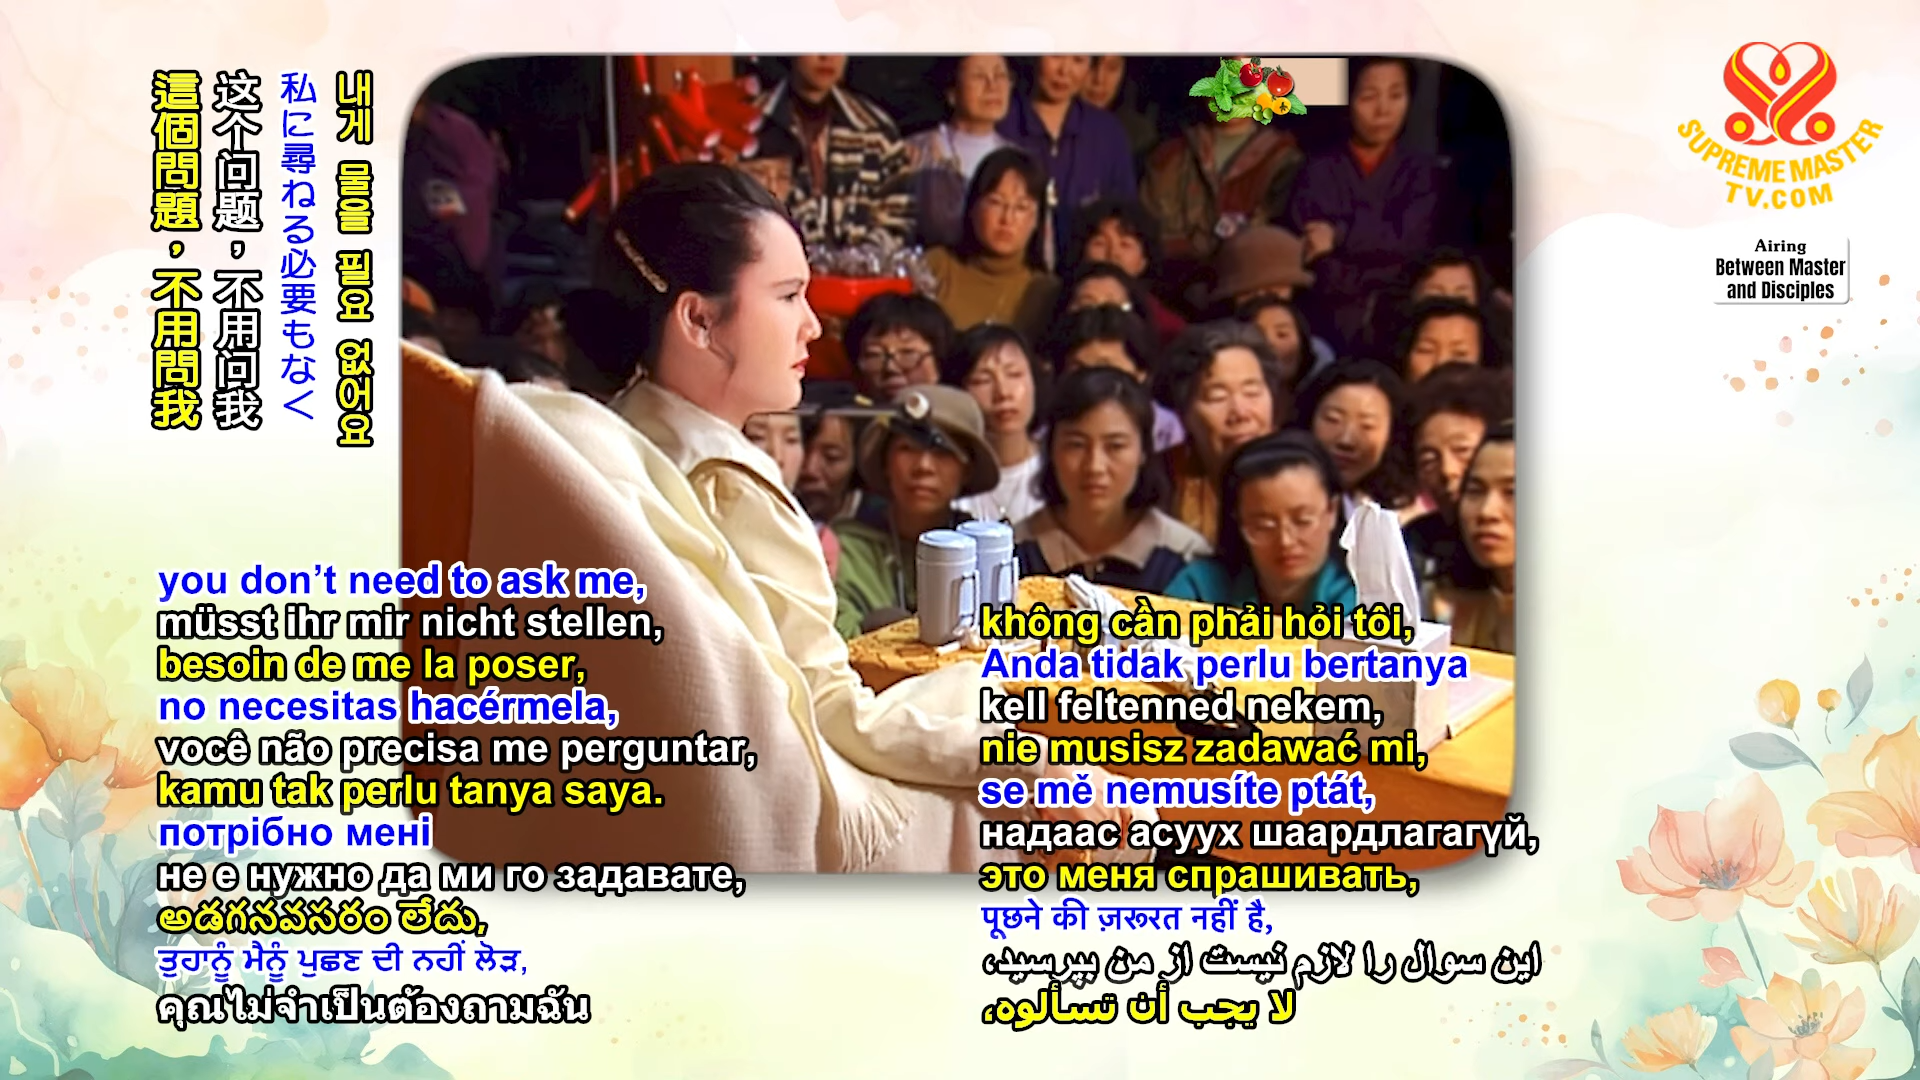 這個問題，不用問我
这个问题，不用问我
私に尋ねる必要もなく
내게 물을 필요 없어요
SUPREME MASTER
TV.COM
Airing
Between Master
and Disciples
you don’t need to ask me,
müsst ihr mir nicht stellen,
besoin de me la poser,
no necesitas hacérmela,
você não precisa me perguntar,
kamu tak perlu tanya saya.
потрібно мені
не е нужно да ми го задавате,
అడగనవసరం లేదు,
ਤੁਹਾਨੂੰ ਮੈਨੂੰ ਪੁਛਣ ਦੀ ਨਹੀਂ ਲੋੜ,
คุณไม่จำเป็นต้องถามฉัน
không cần phải hỏi tôi,
Anda tidak perlu bertanya
kell feltenned nekem,
nie musisz zadawać mi,
se mě nemusíte ptát,
надаас асуух шаардлагагүй,
это меня спрашивать,
पूछने की ज़रूरत नहीं है,
این سوال را لازم نیست از من بپرسید،
لا يجب أن تسألوه،